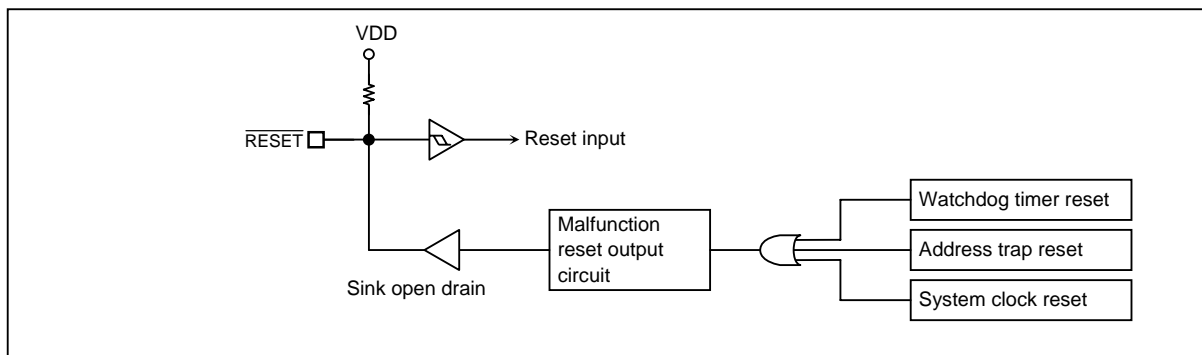 VDD
RESET
Reset input
Watchdog timer reset
Malfunction
reset output
circuit
Address trap reset
Sink open drain
System clock reset